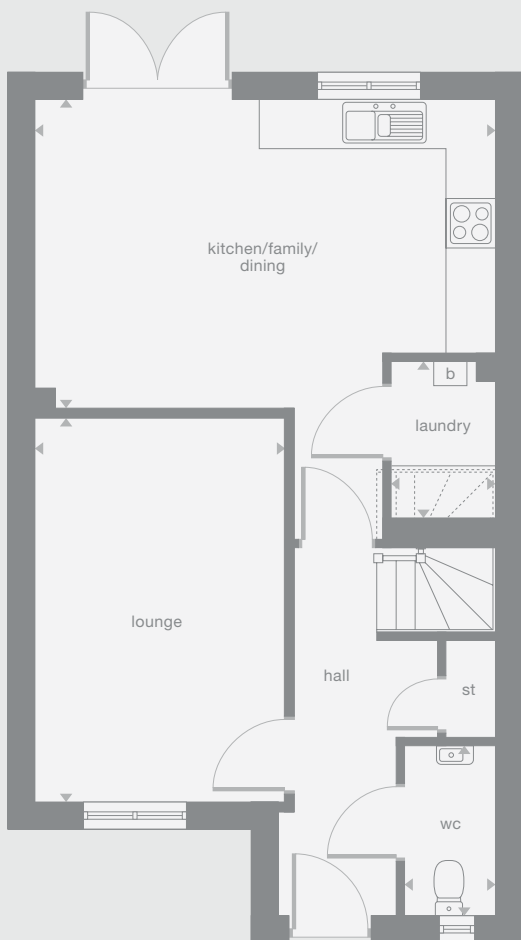 kitchen/family/
dining
b
laundry
lounge
hall
st
wc